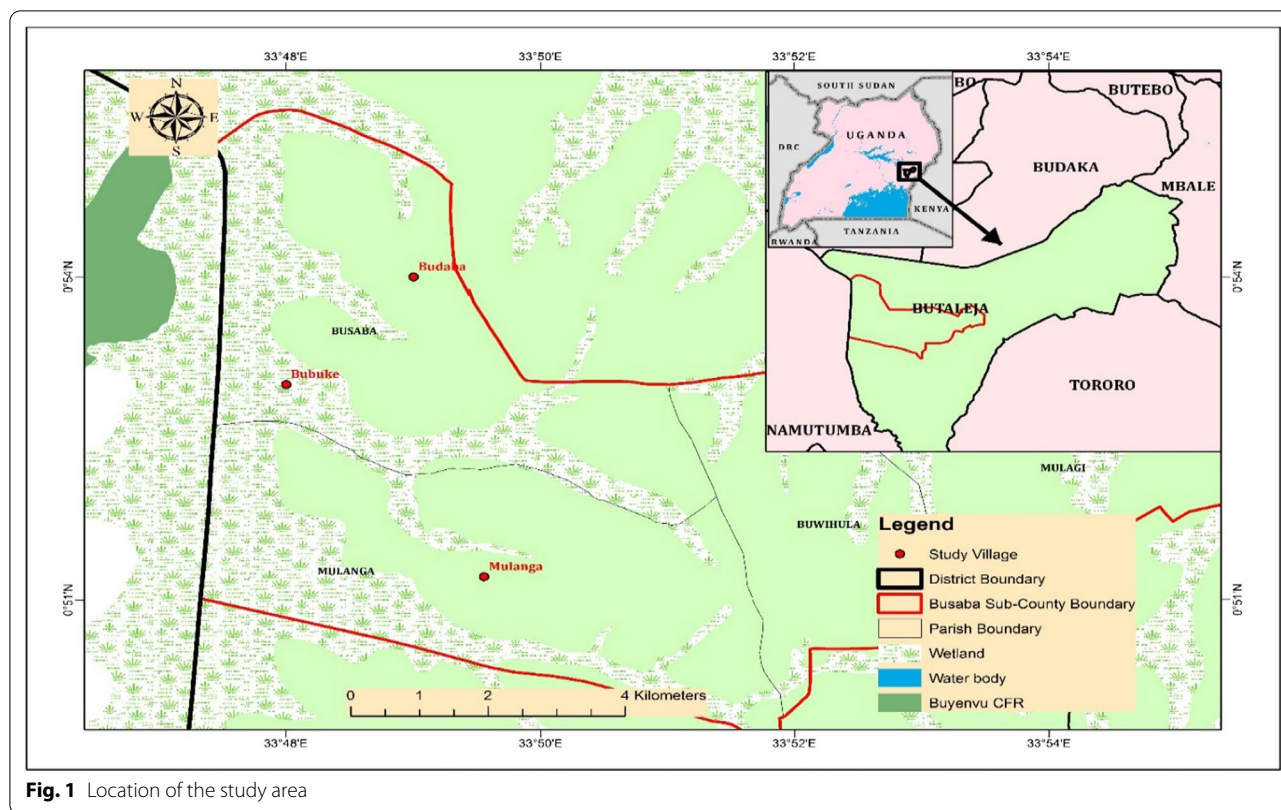 33°48'E
33°50'E
33°52'E
33°54'E
N
W E
S
SOUTH SUDAN
UGANDA
DRC
KENYA
TANZANIA
RWANDA
BO
BUTEBO
BUDAKA
MBALE
0°54'N
0°54'N
Budaba
BUSABA
BUTALEJA
Bubuke
TORORO
NAMUTUMBA
MULAGI
BUWIHULA
Mulanga
MULANGA
0°51'N
0°51'N
Legend
Study Village
District Boundary
Busaba Sub-County Boundary
Parish Boundary
Wetland
Water body
Buyenvu CFR
0 1 2 4 Kilometers
33°48'E
33°50'E
33°52'E
33°54'E
Fig. 1 Location of the study area